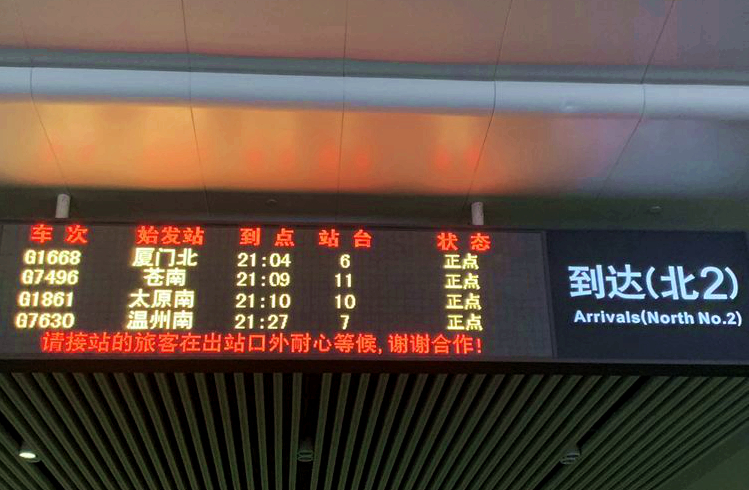 车次 始发站 到点 站台 状态
G1668 厦门北 21:04 6 正点
G7496 苍南 21:09 11 正点
G1861 太原南 21:10 10 正点
G7630 温州南 21:27 7 正点
请接站的旅客在出站口外耐心等候,谢谢合作!
到达(北2)
Arrivals(North No.2)